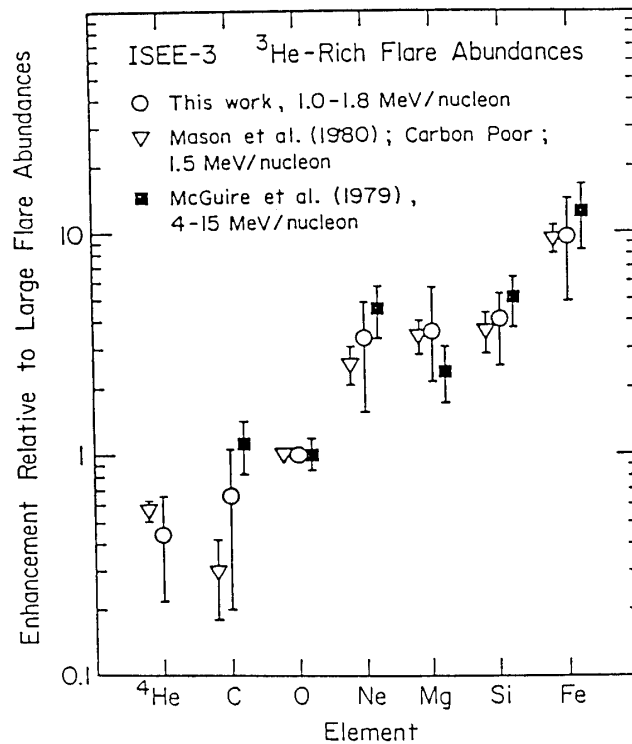 ISEE-3 ³He-Rich Flare Abundances
○ This work, 1.0-1.8 MeV/nucleon
▽ Mason et al. (1980); Carbon Poor;
1.5 MeV/nucleon
■ McGuire et al. (1979),
4-15 MeV/nucleon
Enhancement Relative to Large Flare Abundances
10
1
0.1
⁴He C O Ne Mg Si Fe
Element